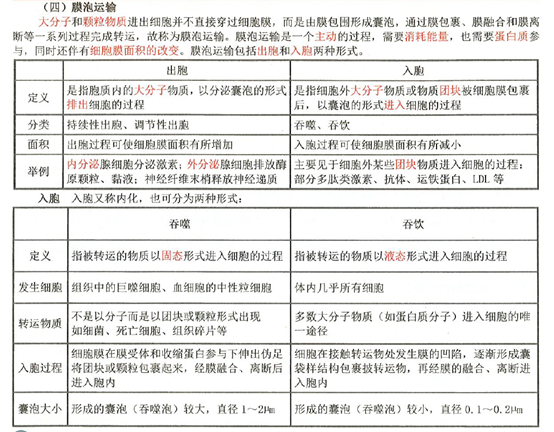 （四）膜泡运输
大分子和颗粒物质进出细胞并不直接穿过细胞膜，而是由膜包围形成囊泡，通过膜包裹、膜融合和膜离
断等一系列过程完成转运，故称为膜泡运输。膜泡运输是一个主动的过程，需要消耗能量，也需要蛋白质参
与，同时还伴有细胞膜面积的改变。膜泡运输包括出胞和入胞两种形式。
出胞 入胞
定义 是指胞质内的大分子物质，以分泌囊泡的形式 是指细胞外大分子物质或物质团块被细胞膜包裹
排出细胞的过程 后，以囊泡的形式进入细胞的过程
分类 持续性出胞、调节性出胞 吞噬、吞饮
面积 出胞过程可使细胞膜面积有所增加 入胞过程可使细胞膜面积有所减小
举例 内分泌腺细胞分泌激素；外分泌腺细胞排放酶 主要见于细胞外某些团块物质进入细胞的过程：
原颗粒、黏液；神经纤维末梢释放神经递质 部分多肽类激素、抗体、运铁蛋白、LDL 等
入胞 入胞又称内化，也可分为两种形式：
吞噬 吞饮
定义 指被转运的物质以固态形式进入细胞的过程 指被转运的物质以液态形式进入细胞的过程
发生细胞 组织中的巨噬细胞、血细胞的中性粒细胞 体内几乎所有细胞
转运物质 不是以分子而是以团块或颗粒形式出现 多数大分子物质（如蛋白质分子）进入细胞的唯
如细菌、死亡细胞、组织碎片等 一途径
入胞过程 细胞膜在膜受体和收缩蛋白参与下伸出伪足 细胞在接触转运物处发生膜的凹陷，逐渐形成囊
将团块或颗粒包裹起来，经膜融合、离断后 袋样结构包裹被转运物，再经膜的融合、离断进
进入胞内 入胞内
囊泡大小 形成的囊泡（吞噬泡）较大，直径 1～2μm 形成的囊泡（吞噬泡）较小，直径 0.1～0.2μm